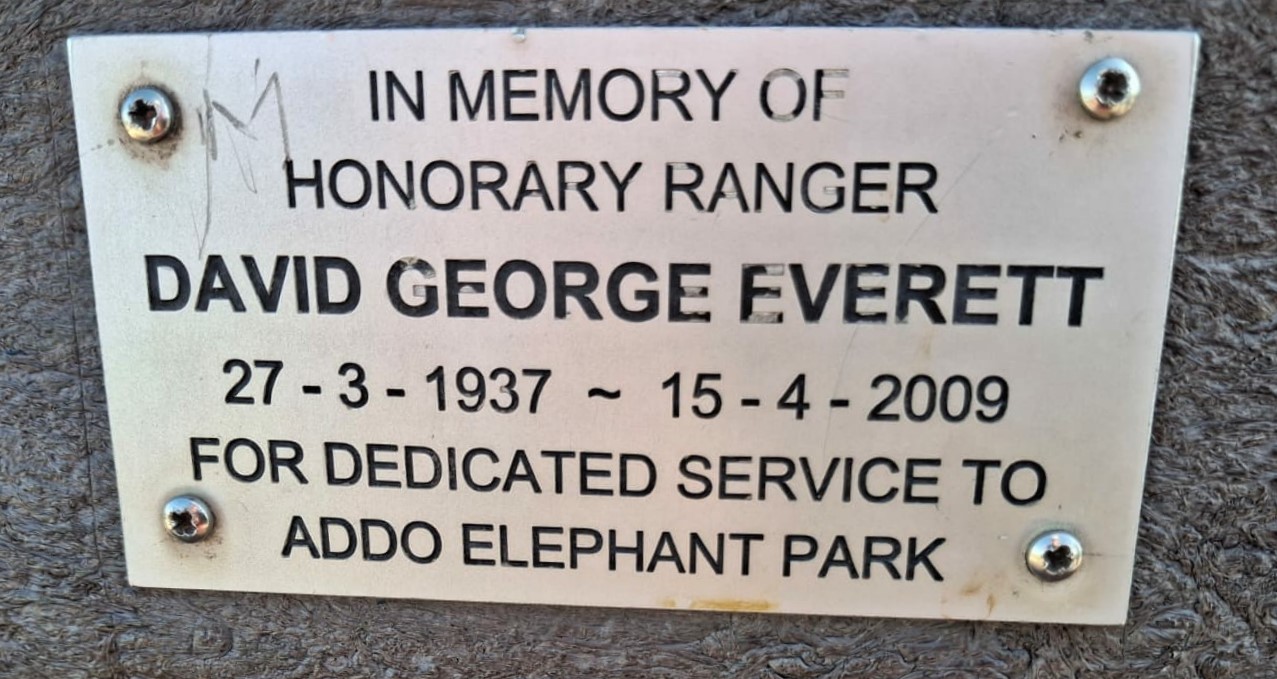 IN MEMORY OF
HONORARY RANGER
DAVID GEORGE EVERETT
27 - 3 - 1937 ~ 15 - 4 - 2009
FOR DEDICATED SERVICE TO
ADDO ELEPHANT PARK